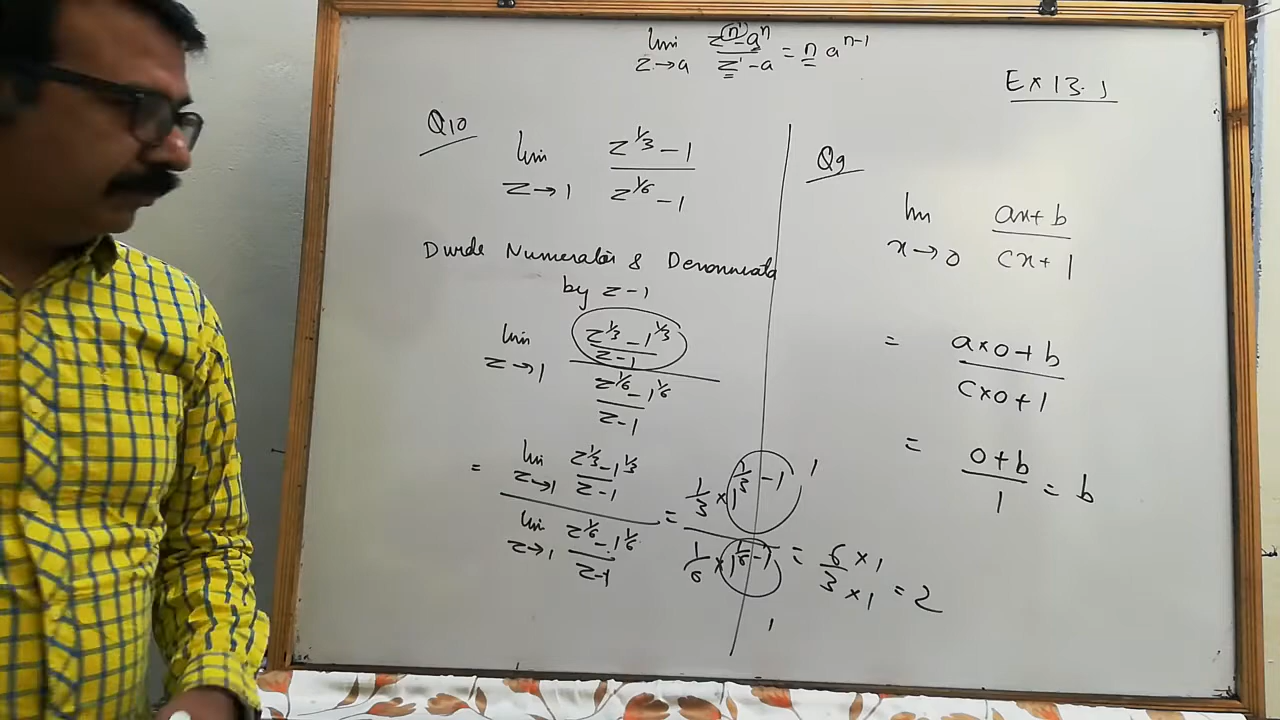 lim z→a (z^n - a^n)/(z' - a) = n a^(n-1)
Ex 13.1
Q10
lim z→1 (z^(1/3) - 1)/(z^(1/6) - 1)
Divide Numerator & Denominator
by z-1
lim z→1 ((z^(1/3) - 1^(1/3))/(z-1))/((z^(1/6) - 1^(1/6))/(z-1))
= (lim z→1 (z^(1/3) - 1^(1/3))/(z-1))/(lim z→1 (z^(1/6) - 1^(1/6))/(z-1)) = (1/3 × 1^(1/3 - 1))/(1/6 × 1^(1/6 - 1)) = (6 × 1)/(3 × 1) = 2
1
1
Q9
lim x→0 (ax+b)/(cx+1)
= (a×0+b)/(c×0+1)
= (0+b)/1 = b